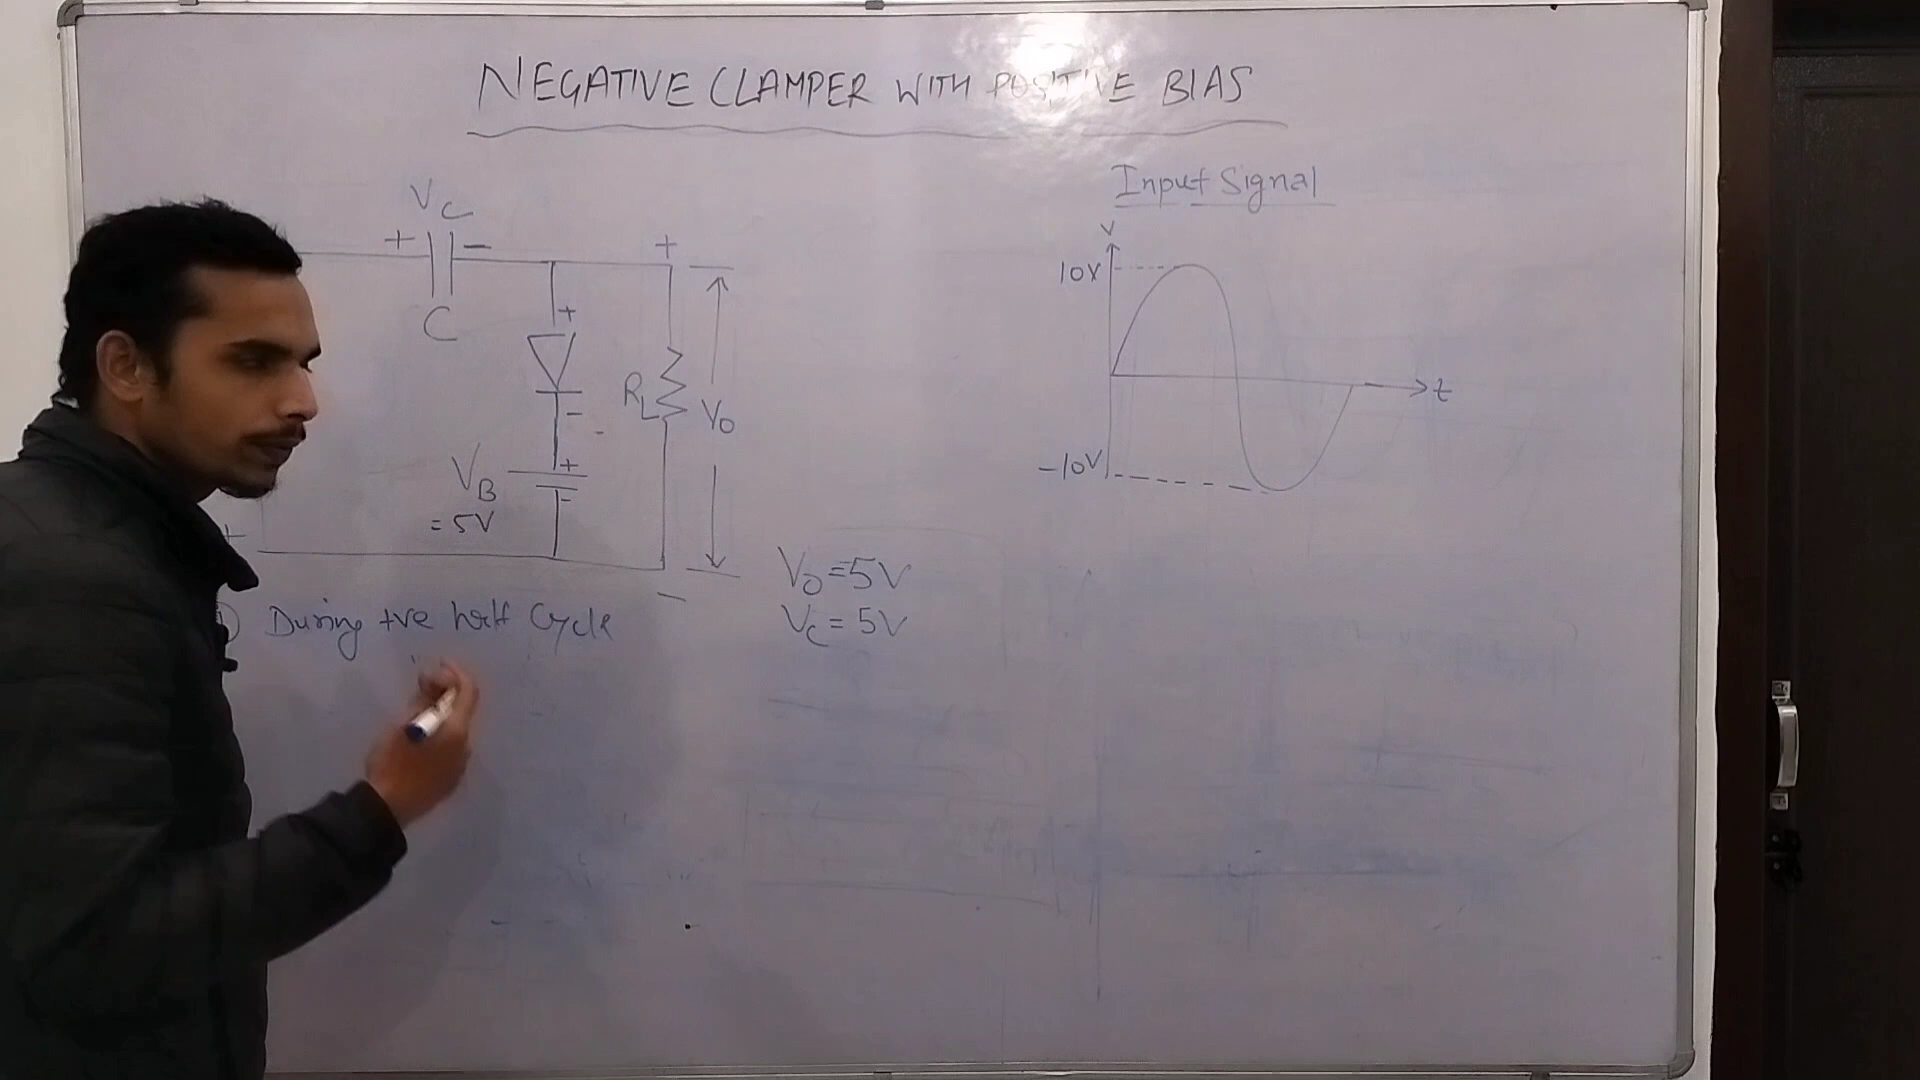 NEGATIVE CLAMPER WITH POSITIVE BIAS
Input Signal
VC
+ -
C
+
+
-
RL
VO
+
-
VB
= 5V
+
-
V
10V
-10V
t
VO = 5V
VC = 5V
During +ve half Cycle